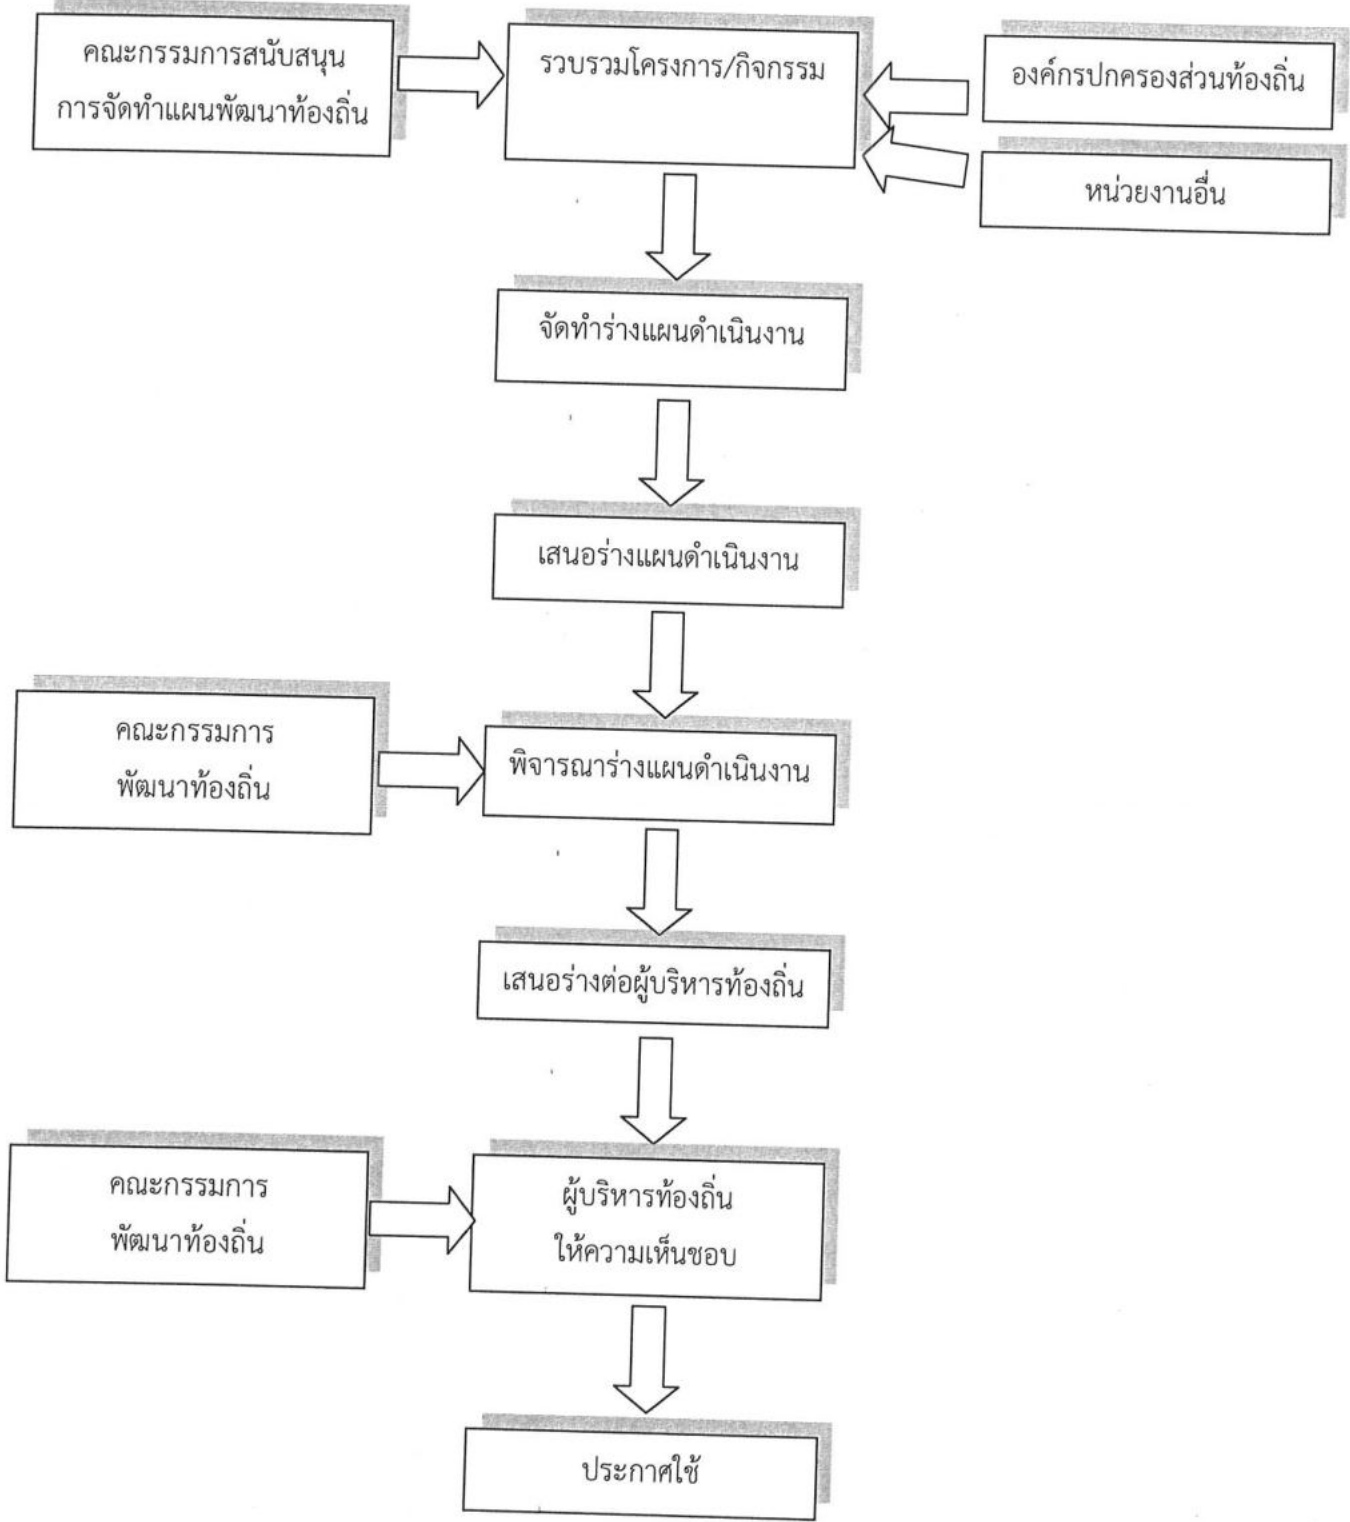 คณะกรรมการสนับสนุน
การจัดทำแผนพัฒนาท้องถิ่น
รวบรวมโครงการ/กิจกรรม
องค์กรปกครองส่วนท้องถิ่น
หน่วยงานอื่น
จัดทำร่างแผนดำเนินงาน
เสนอร่างแผนดำเนินงาน
คณะกรรมการ
พัฒนาท้องถิ่น
พิจารณาร่างแผนดำเนินงาน
เสนอร่างต่อผู้บริหารท้องถิ่น
คณะกรรมการ
พัฒนาท้องถิ่น
ผู้บริหารท้องถิ่น
ให้ความเห็นชอบ
ประกาศใช้